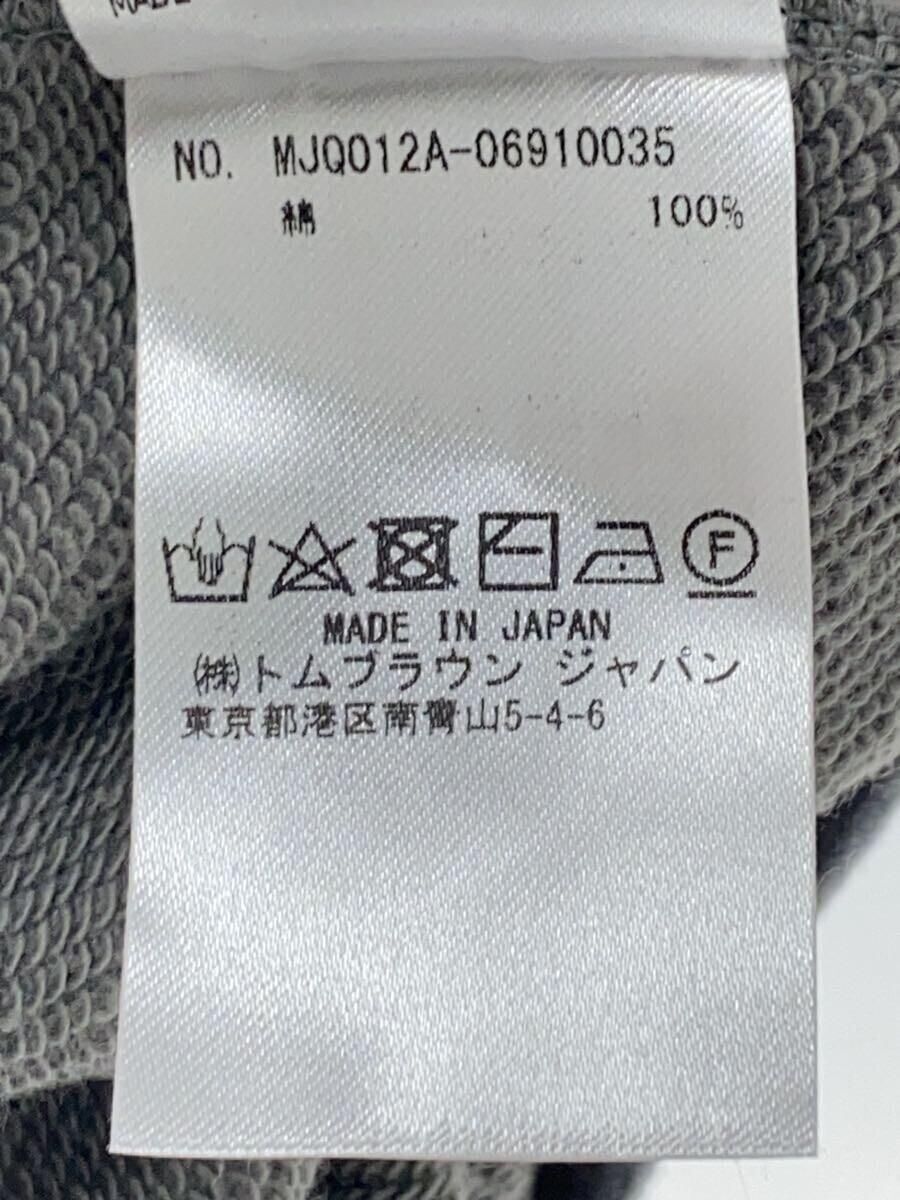 MADE
NO. MJQ012A-06910035
綿 100%
F
MADE IN JAPAN
(株)トムブラウン ジャパン
東京都港区南青山5-4-6